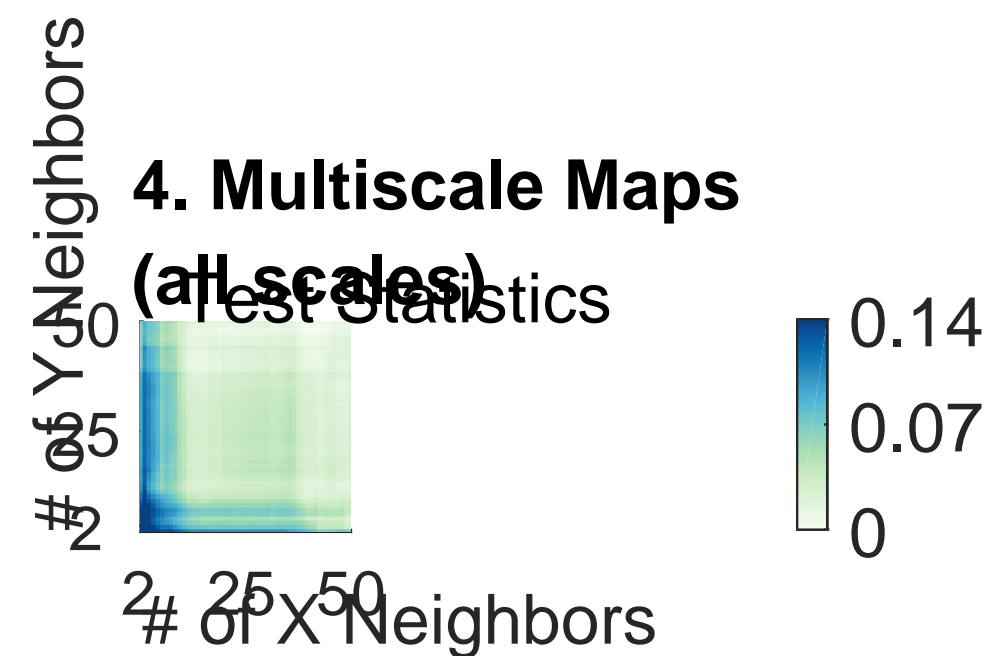 4. Multiscale Maps
(all scales)
Test Statistics
# of Y Neighbors
50
25
2
2 25 50
# of X Neighbors
0.14
0.07
0